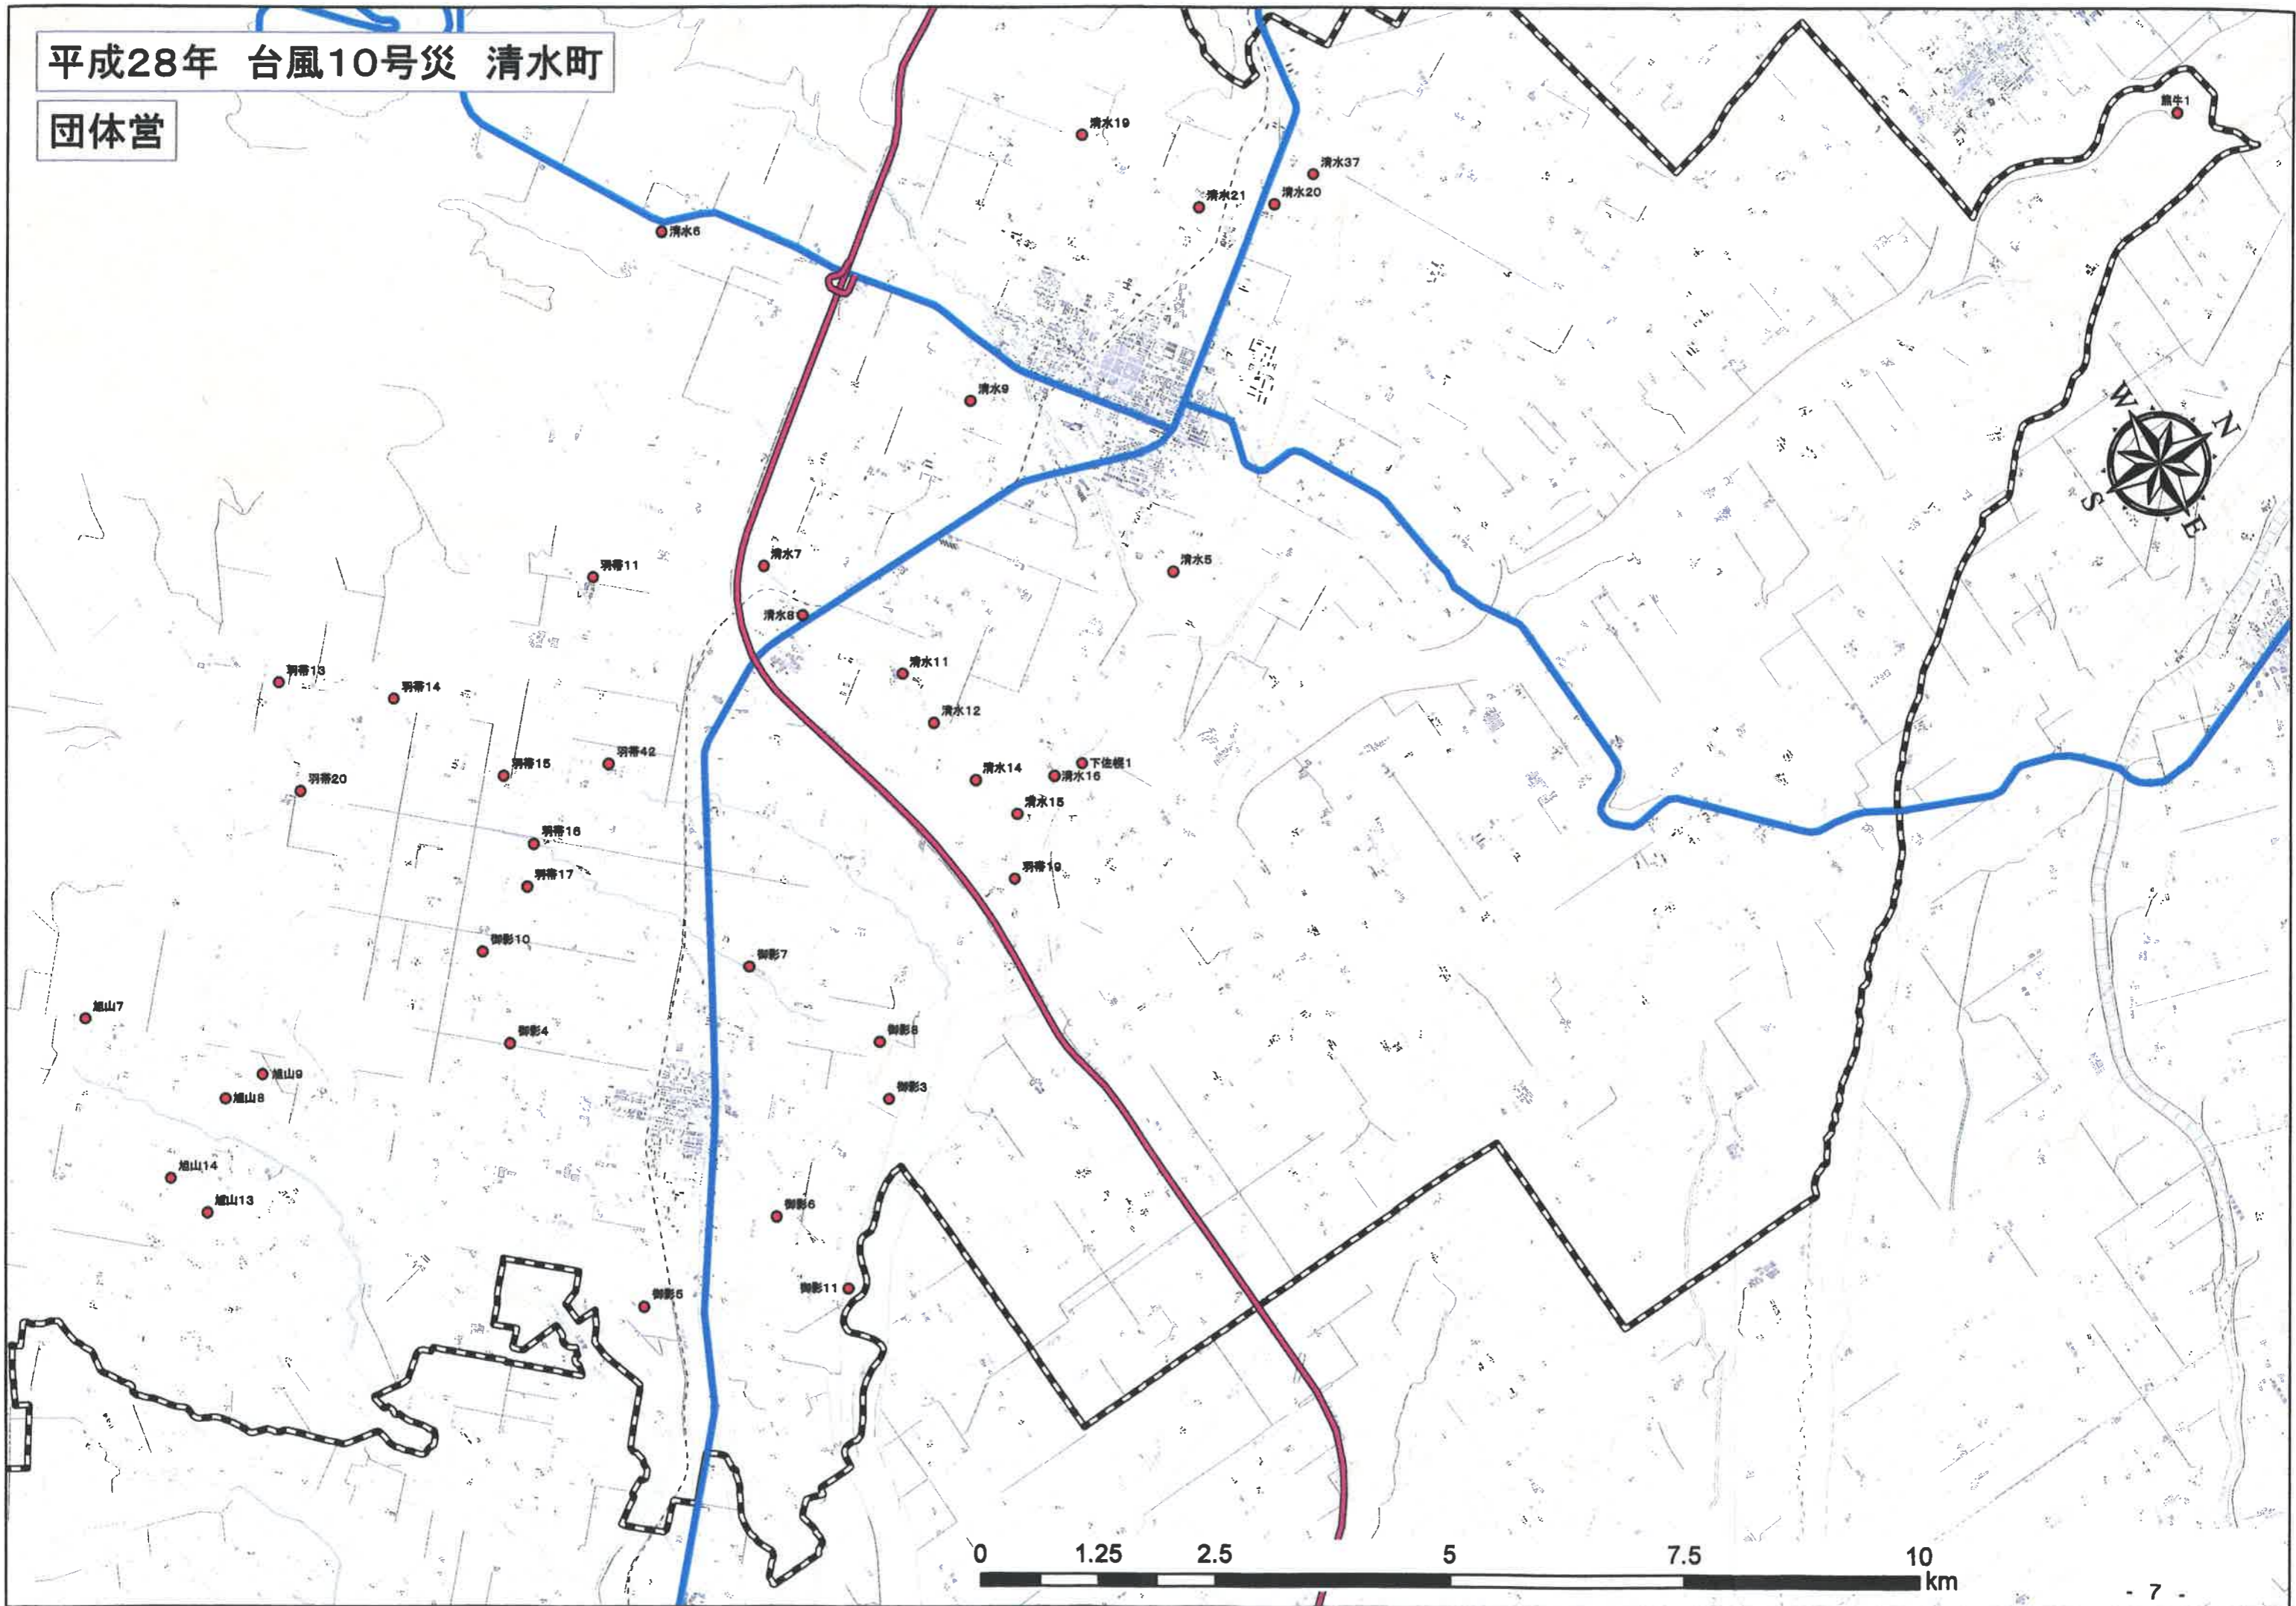 平成28年 台風10号災 清水町
団体営
熊牛1
清水19
清水37
清水21
清水20
清水6
清水9
W
N
S
E
清水7
清水5
羽帯11
清水8
清水11
羽帯13
羽帯14
清水12
羽帯42
羽帯15
羽帯20
清水14
下佐幌1
清水16
清水15
羽帯16
羽帯17
羽帯19
御影10
御影7
旭山7
御影4
御影8
旭山9
旭山8
御影3
旭山14
旭山13
御影6
御影11
御影5
0 1.25 2.5 5 7.5 10
km
- 7 -